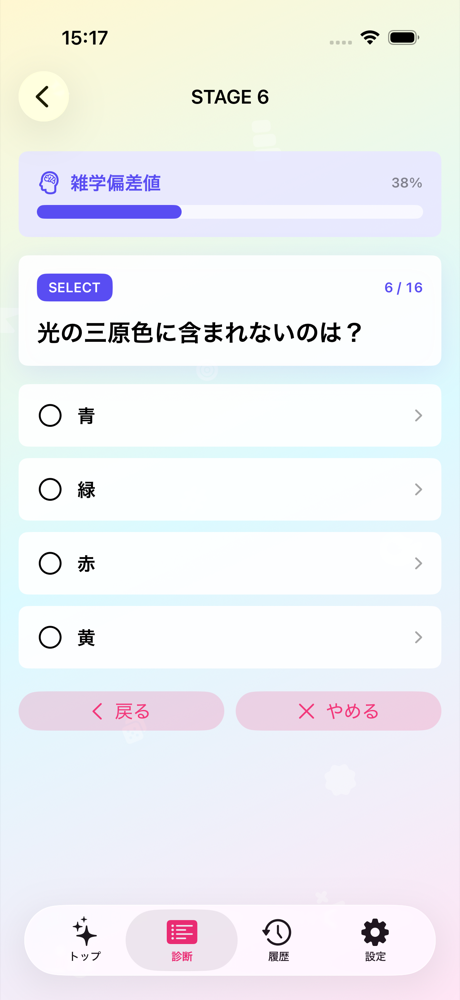 15:17
STAGE 6
雑学偏差値
38%
SELECT
6 / 16
光の三原色に含まれないのは？
青
緑
赤
黄
戻る
やめる
トップ
診断
履歴
設定